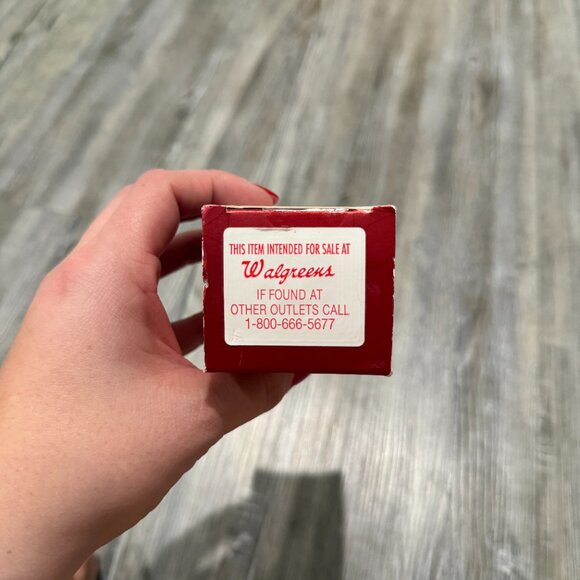 THIS ITEM INTENDED FOR SALE AT
Walgreens
IF FOUND AT
OTHER OUTLETS CALL
1-800-666-5677